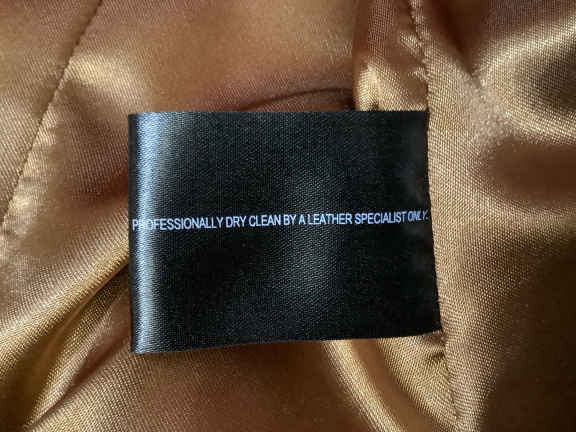 PROFESSIONALLY DRY CLEAN BY A LEATHER SPECIALIST ONLY.